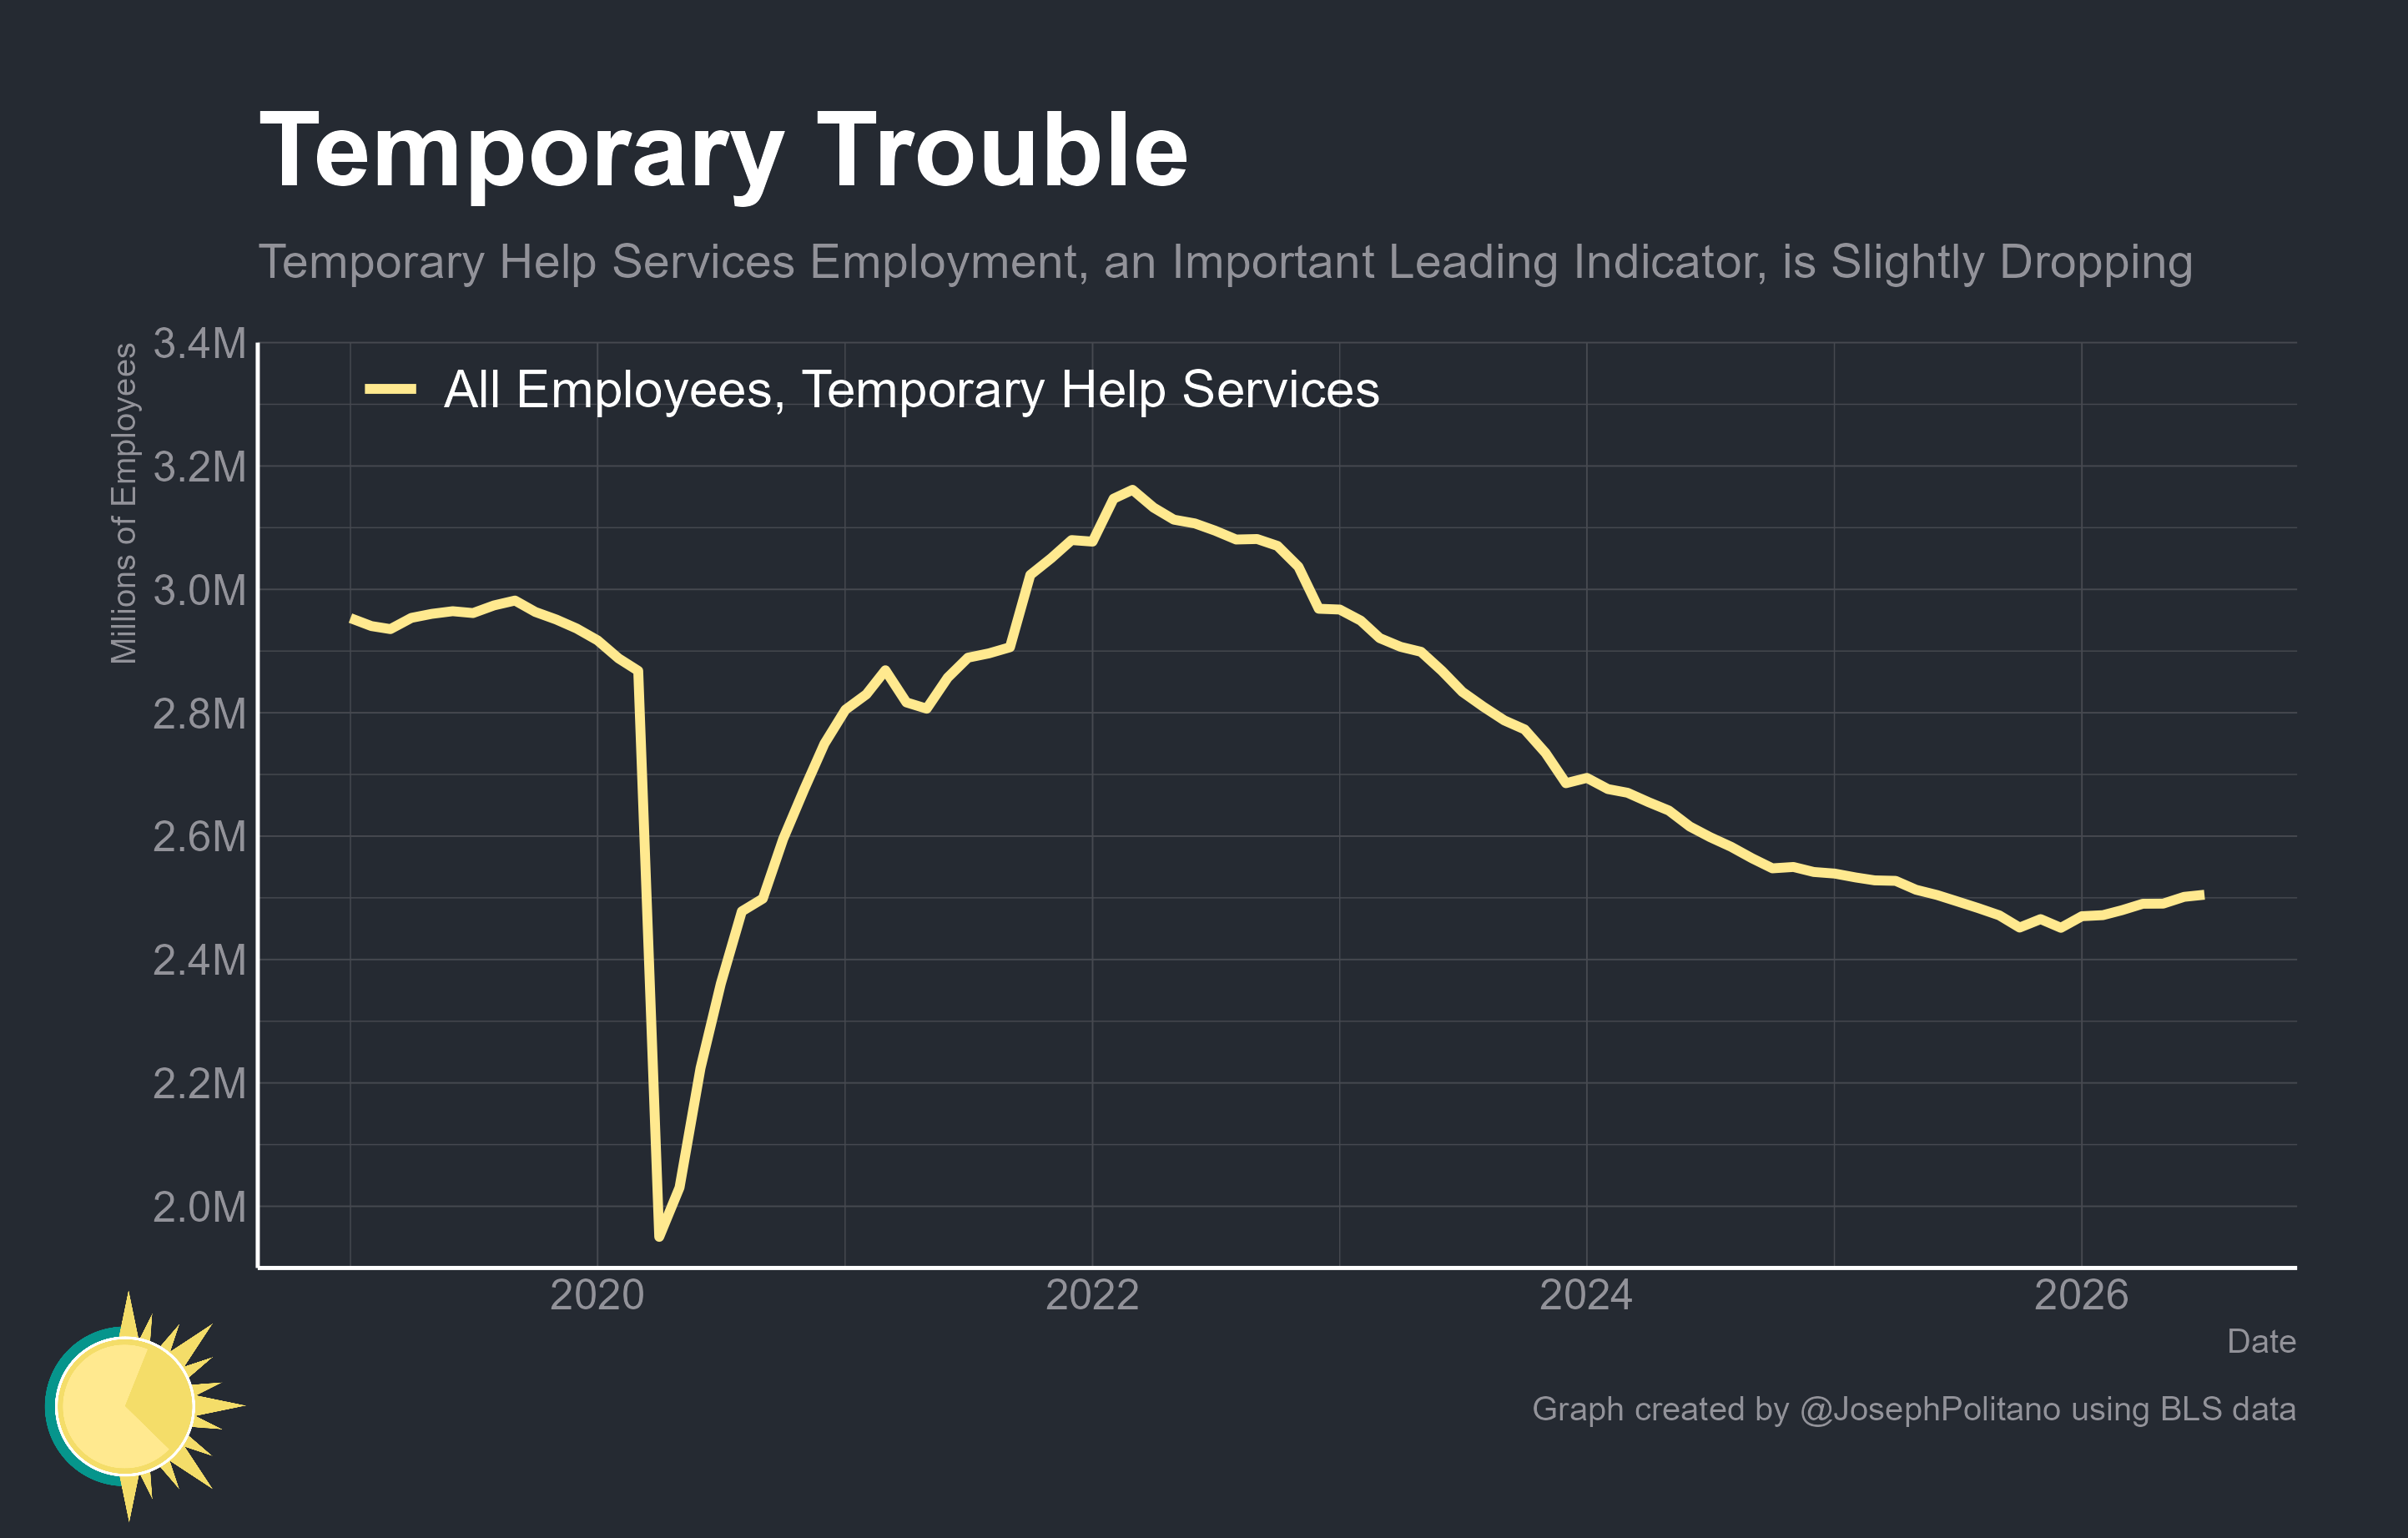 Temporary Trouble
Temporary Help Services Employment, an Important Leading Indicator, is Slightly Dropping
Millions of Employees
3.4M
All Employees, Temporary Help Services
3.2M
3.0M
2.8M
2.6M
2.4M
2.2M
2.0M
2020 2022 2024 2026
Date
Graph created by @JosephPolitano using BLS data